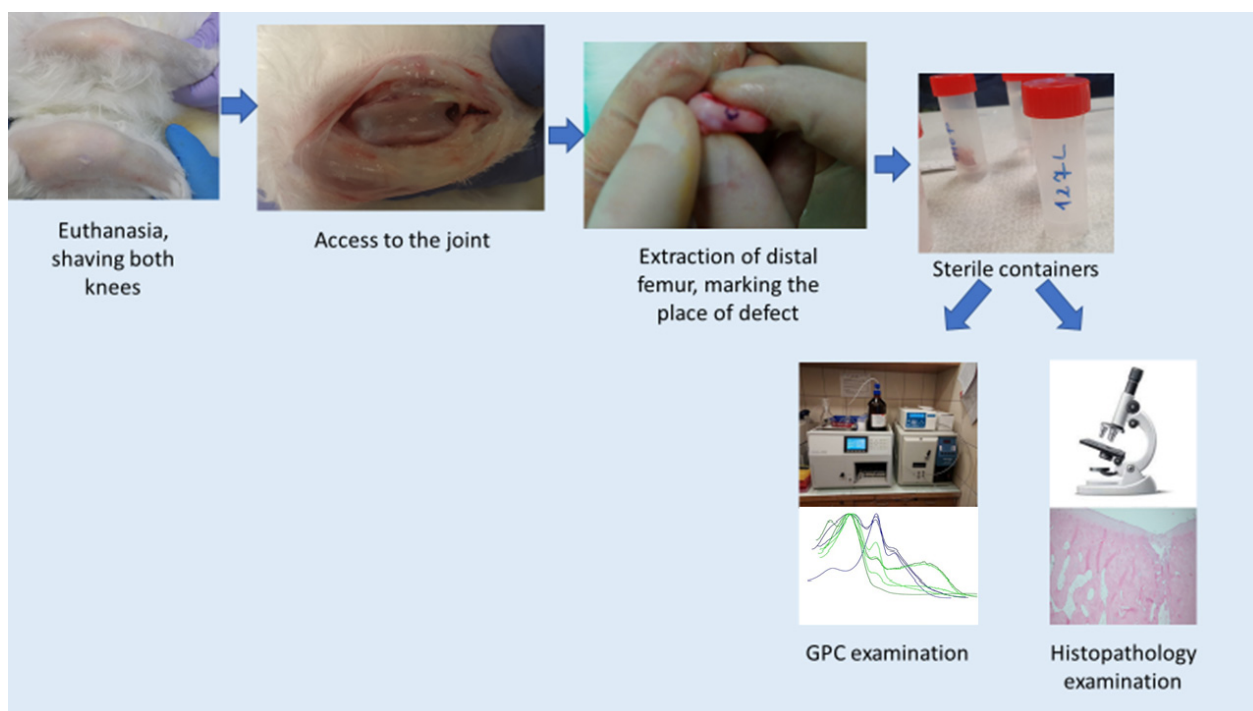 Euthanasia,
shaving both
knees
Access to the joint
Extraction of distal
femur, marking the
place of defect
127L
Sterile containers
GPC examination
Histopathology
examination